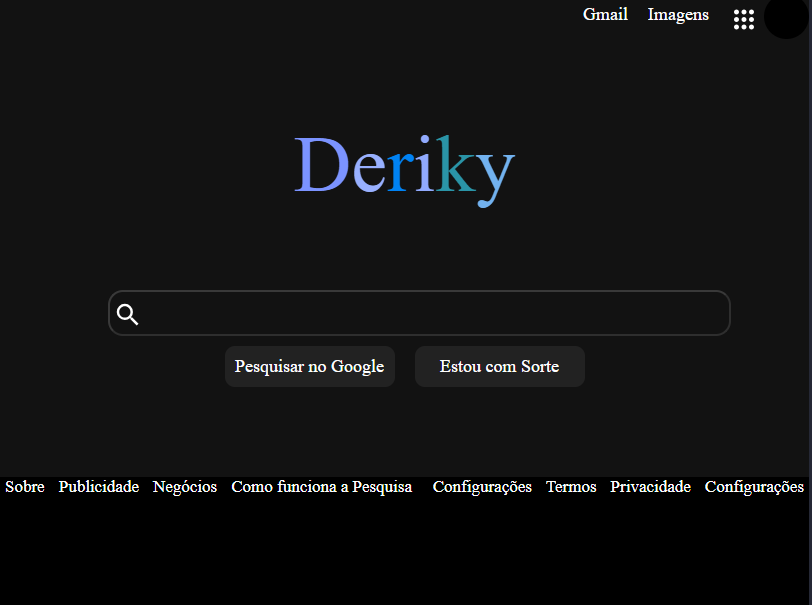 Gmail Imagens
Deriky
Pesquisar no Google Estou com Sorte
Sobre Publicidade Negócios Como funciona a Pesquisa Configurações Termos Privacidade Configurações